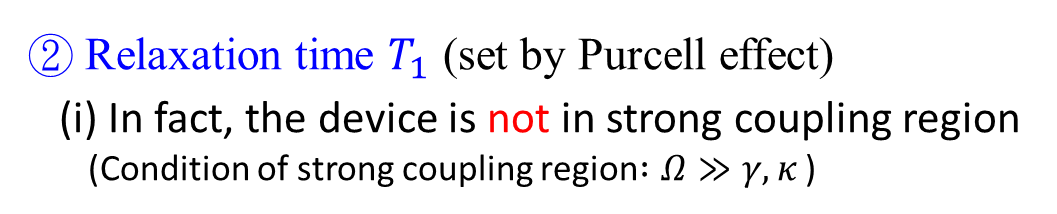 ② Relaxation time 𝑇₁ (set by Purcell effect)
(i) In fact, the device is not in strong coupling region
(Condition of strong coupling region: 𝛺 ≫ 𝛾, 𝜅 )